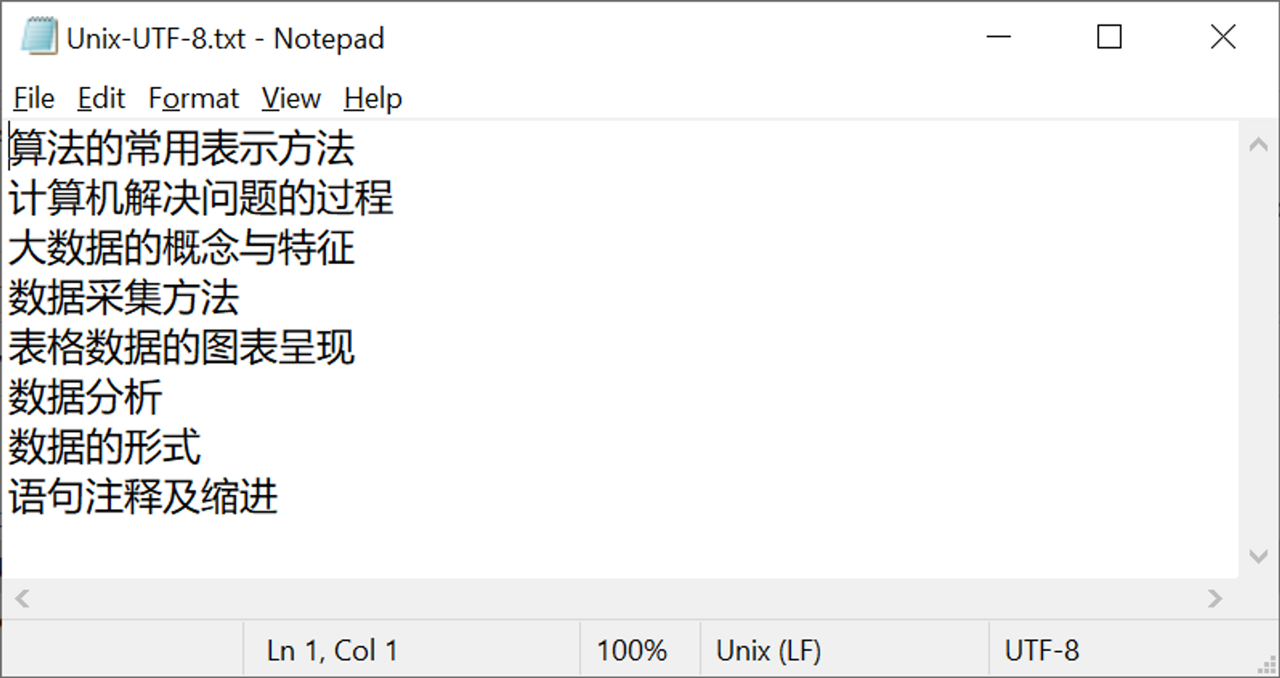 Unix-UTF-8.txt - Notepad
File Edit Format View Help
算法的常用表示方法
计算机解决问题的过程
大数据的概念与特征
数据采集方法
表格数据的图表呈现
数据分析
数据的形式
语句注释及缩进
Ln 1, Col 1 100% Unix (LF) UTF-8